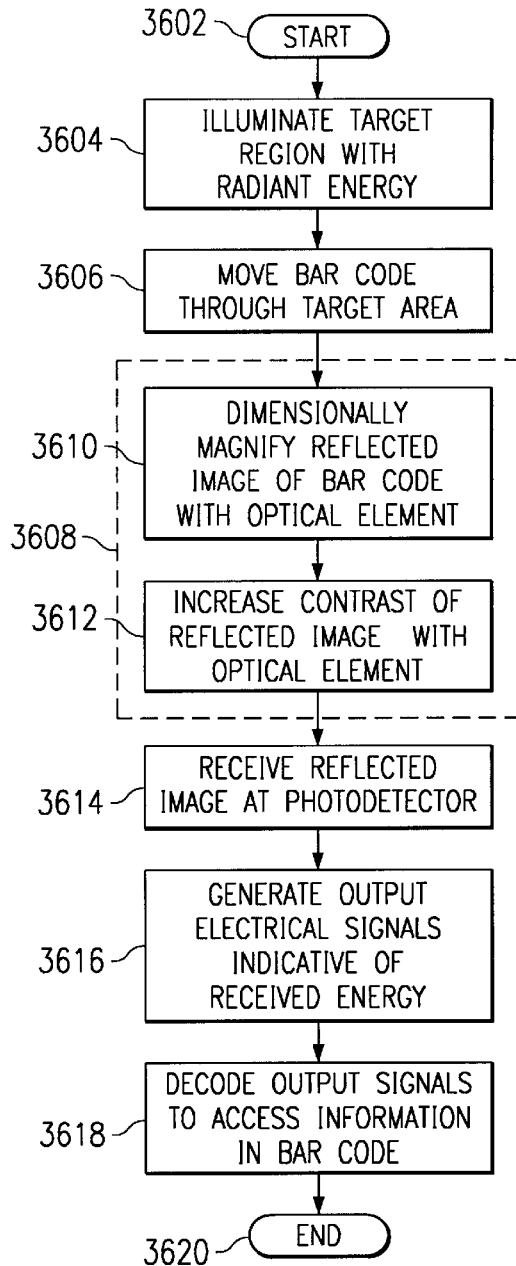 3602
START
3604
ILLUMINATE TARGET
REGION WITH
RADIANT ENERGY
3606
MOVE BAR CODE
THROUGH TARGET AREA
3608
3610
DIMENSIONALLY
MAGNIFY REFLECTED
IMAGE OF BAR CODE
WITH OPTICAL ELEMENT
3612
INCREASE CONTRAST OF
REFLECTED IMAGE WITH
OPTICAL ELEMENT
3614
RECEIVE REFLECTED
IMAGE AT PHOTODETECTOR
3616
GENERATE OUTPUT
ELECTRICAL SIGNALS
INDICATIVE OF
RECEIVED ENERGY
3618
DECODE OUTPUT SIGNALS
TO ACCESS INFORMATION
IN BAR CODE
3620
END